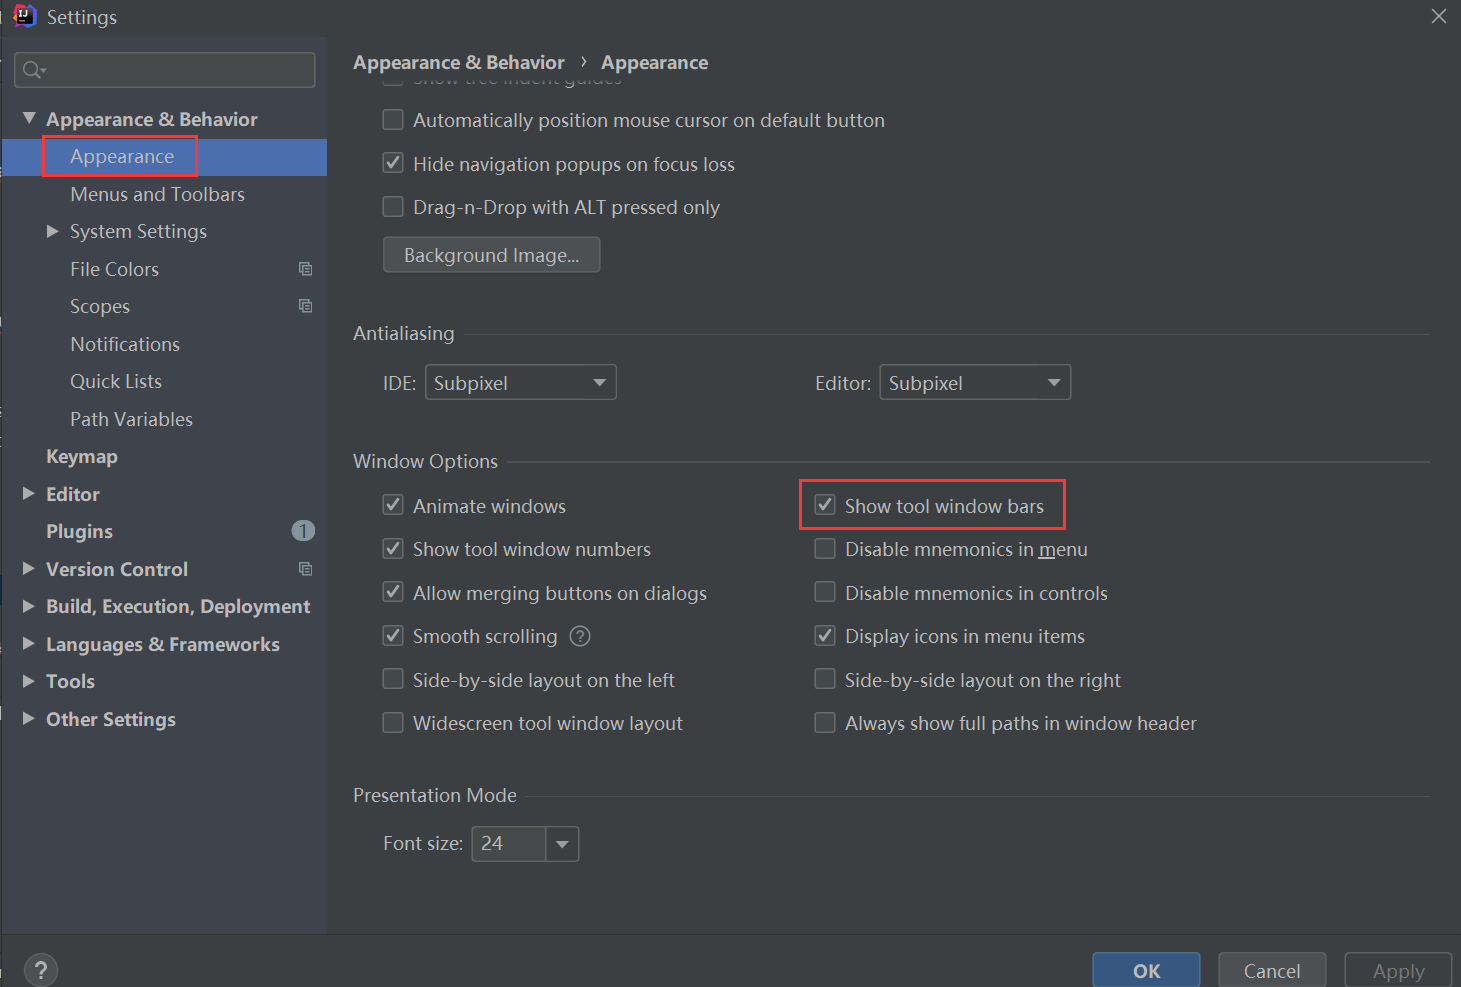 Settings
Appearance & Behavior
Appearance
Menus and Toolbars
System Settings
File Colors
Scopes
Notifications
Quick Lists
Path Variables
Keymap
Editor
Plugins
1
Version Control
Build, Execution, Deployment
Languages & Frameworks
Tools
Other Settings
Appearance & Behavior › Appearance
Show tree indent guides
Automatically position mouse cursor on default button
Hide navigation popups on focus loss
Drag-n-Drop with ALT pressed only
Background Image...
Antialiasing
IDE: Subpixel
Editor: Subpixel
Window Options
Animate windows
Show tool window bars
Show tool window numbers
Disable mnemonics in menu
Allow merging buttons on dialogs
Disable mnemonics in controls
Smooth scrolling ?
Display icons in menu items
Side-by-side layout on the left
Side-by-side layout on the right
Widescreen tool window layout
Always show full paths in window header
Presentation Mode
Font size: 24
?
OK
Cancel
Apply